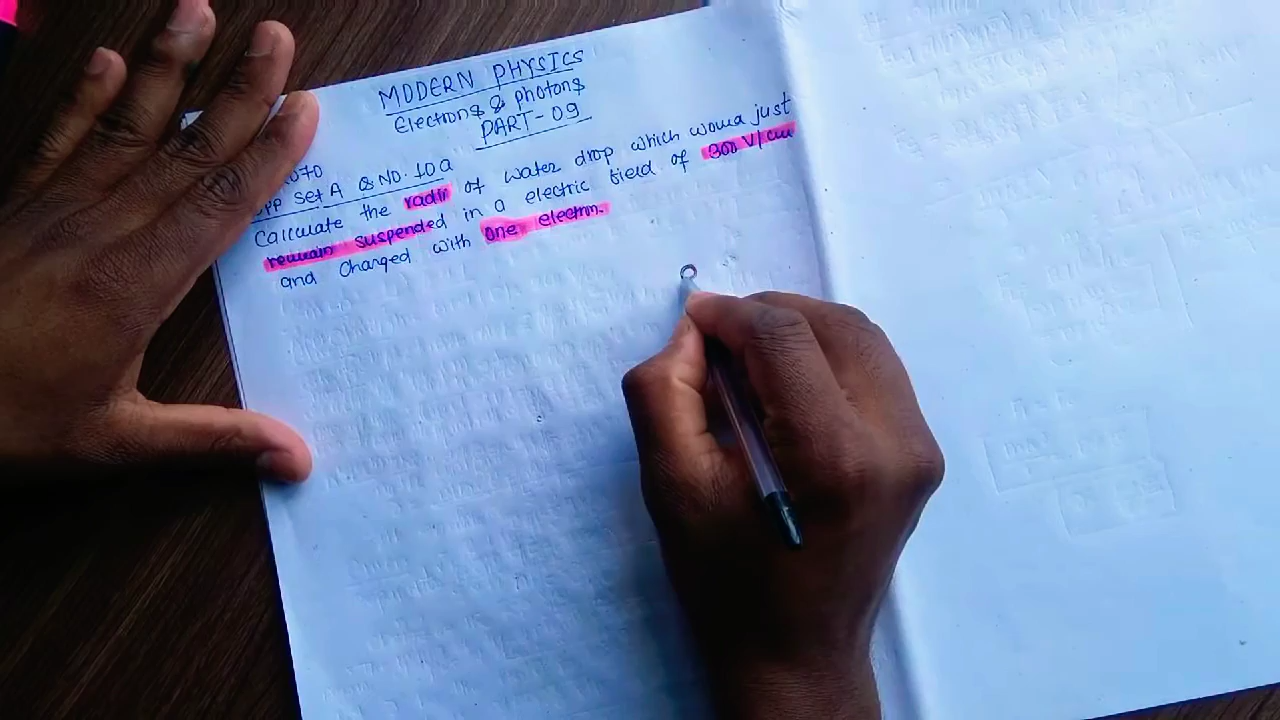 MODERN PHYSICS
Electrons & photons
PART-09
070
Set A Q NO. 10 a
Calculate the radii of water drop which would just
remain suspended in a electric field of 300 V/cm
and charged with one electron.